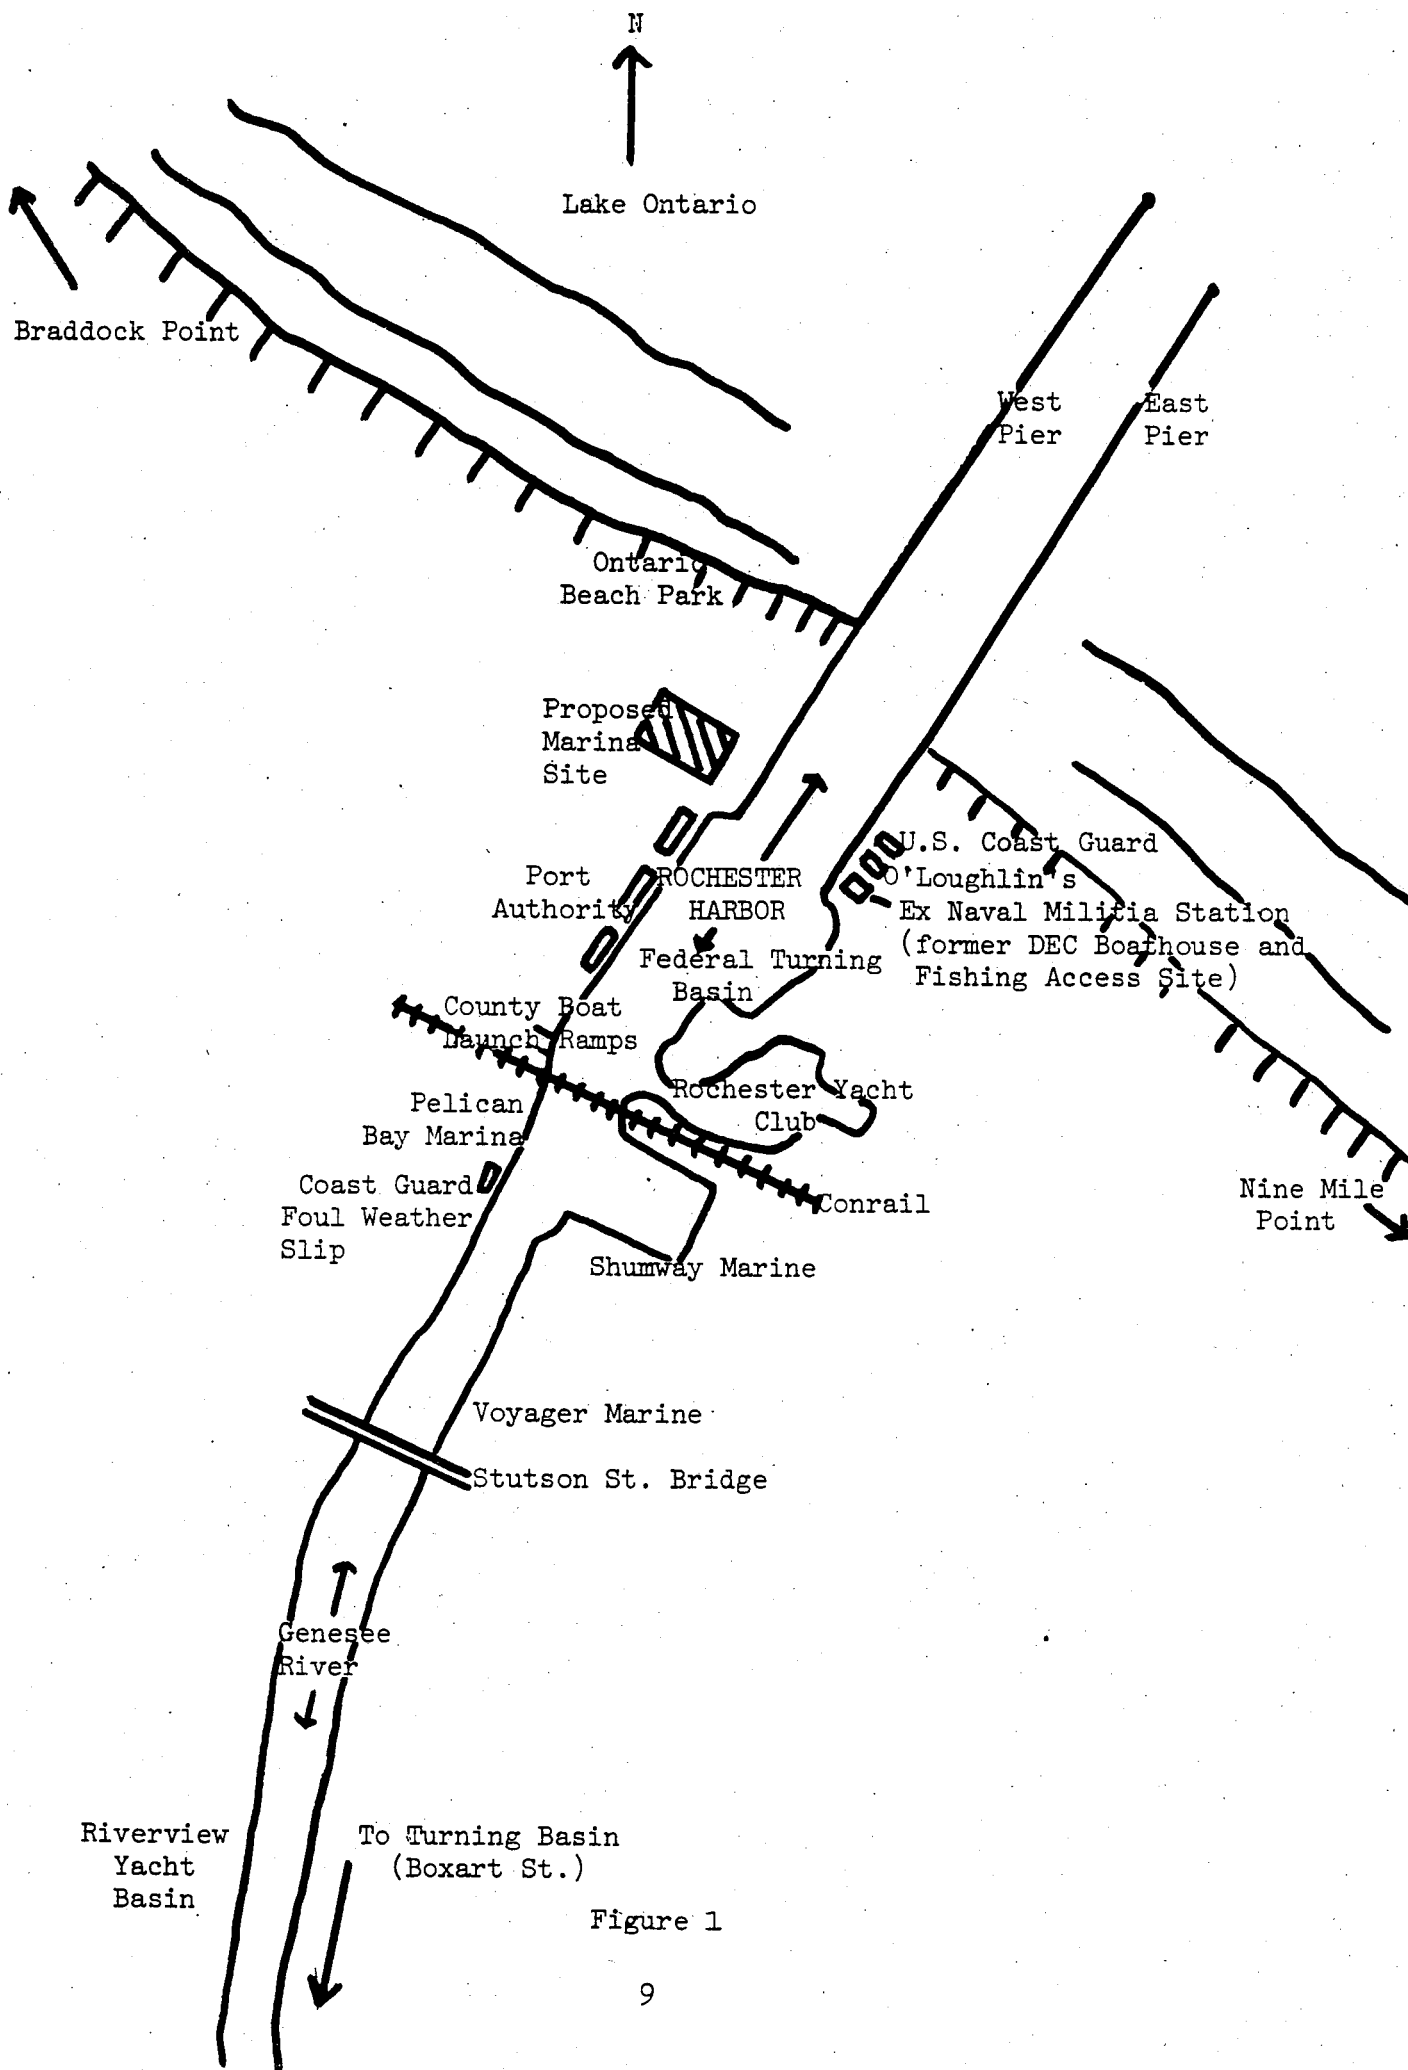 N
Lake Ontario
Braddock Point
West
Pier
East
Pier
Ontario
Beach Park
Proposed
Marina
Site
Port
Authority
ROCHESTER
HARBOR
U.S. Coast Guard
O'Loughlin's
Ex Naval Militia Station
(former DEC Boathouse and
Fishing Access Site)
Federal Turning
Basin
County Boat
Launch Ramps
Rochester Yacht
Club
Pelican
Bay Marina
Coast Guard
Foul Weather
Slip
Conrail
Nine Mile
Point
Shumway Marine
Voyager Marine
Stutson St. Bridge
Genesee
River
Riverview
Yacht
Basin
To Turning Basin
(Boxart St.)
Figure 1
9